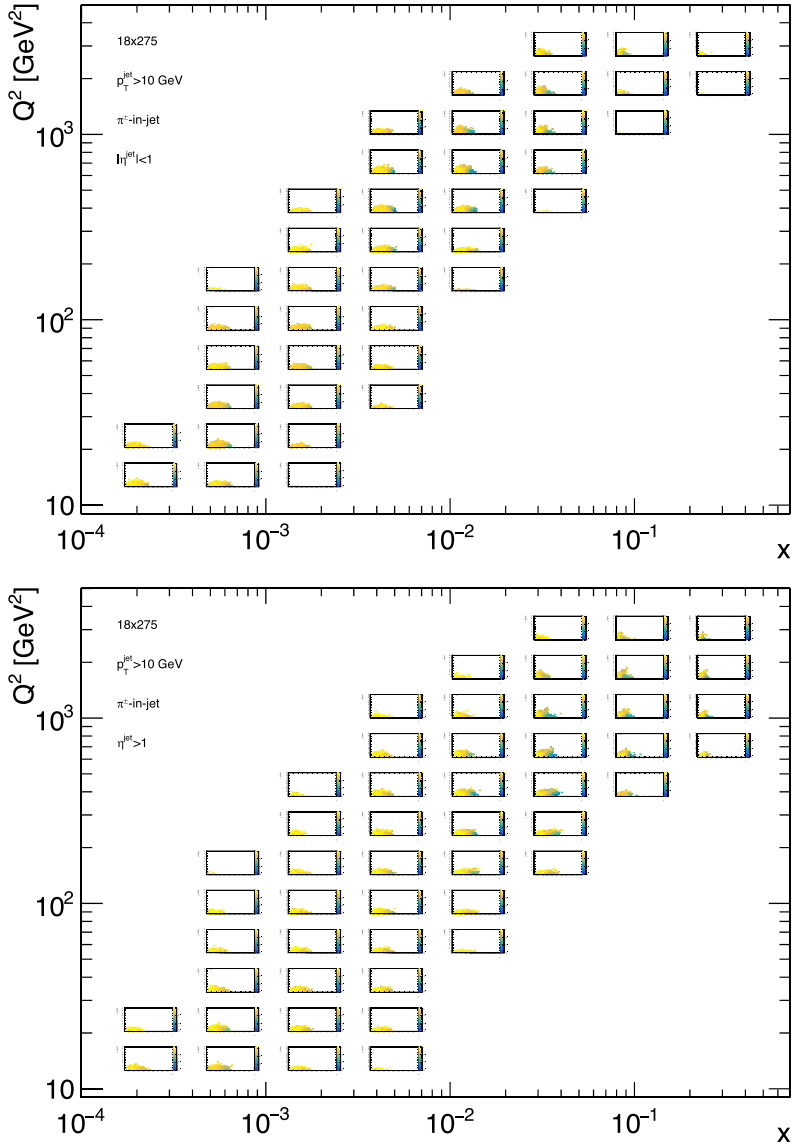 Q² [GeV²]
18x275
p_T^jet>10 GeV
10³
π±-in-jet
|η^jet|<1
10²
10
10⁻⁴ 10⁻³ 10⁻² 10⁻¹
x
Q² [GeV²]
18x275
p_T^jet>10 GeV
10³
π±-in-jet
η^jet>1
10²
10
10⁻⁴ 10⁻³ 10⁻² 10⁻¹
x